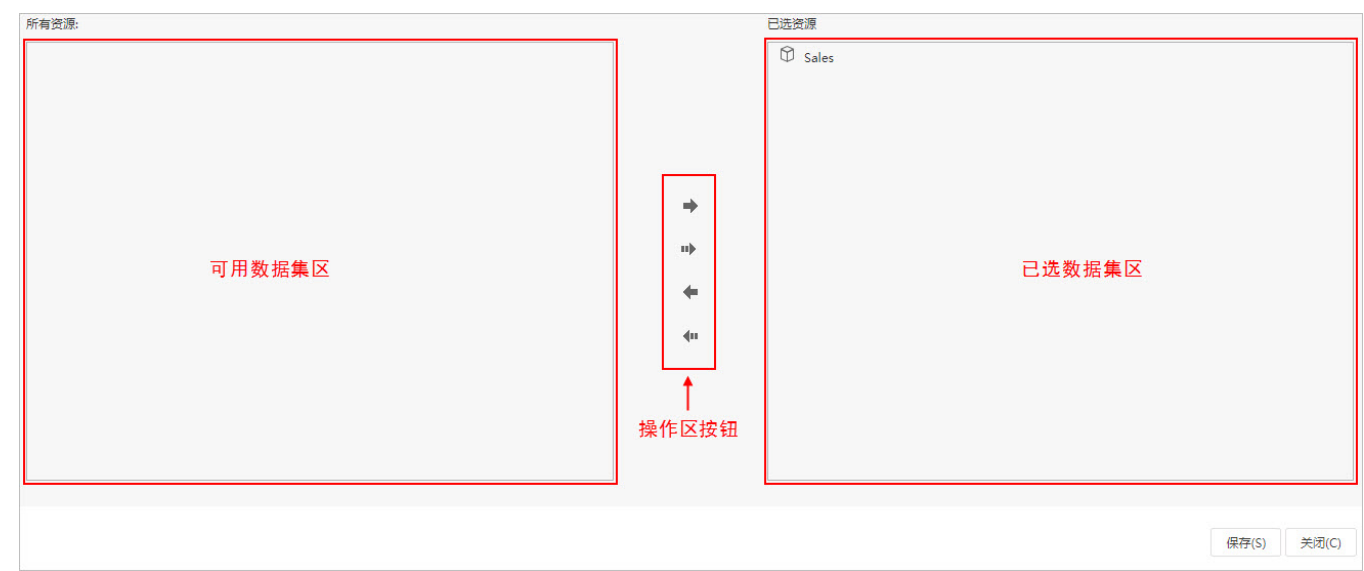 所有资源:
已选资源
Sales
可用数据集区
已选数据集区
操作区按钮
保存(S)
关闭(C)